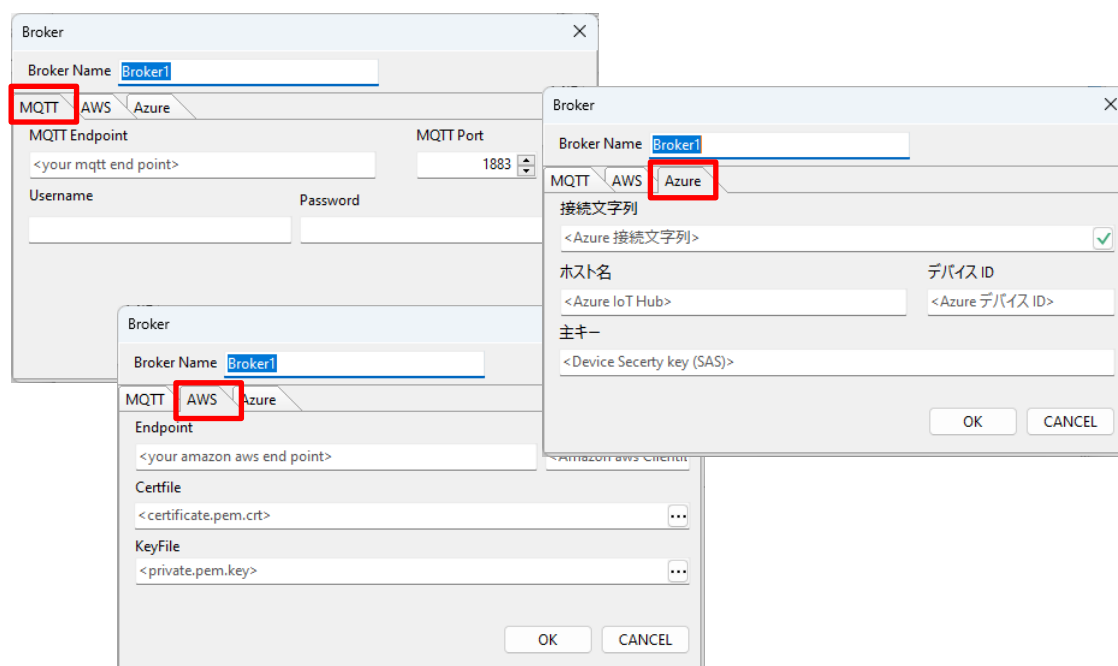 Broker
Broker Name Broker1
MQTT AWS Azure
MQTT Endpoint MQTT Port
<your mqtt end point> 1883
Username Password
Broker
Broker Name Broker1
MQTT AWS Azure
接続文字列
<Azure 接続文字列>
ホスト名 デバイス ID
<Azure IoT Hub> <Azure デバイス ID>
主キー
<Device Secerty key (SAS)>
OK CANCEL
Broker
Broker Name Broker1
MQTT AWS Azure
Endpoint
<your amazon aws end point> <Amazon aws
Certfile
<certificate.pem.crt> ...
KeyFile
<private.pem.key> ...
OK CANCEL